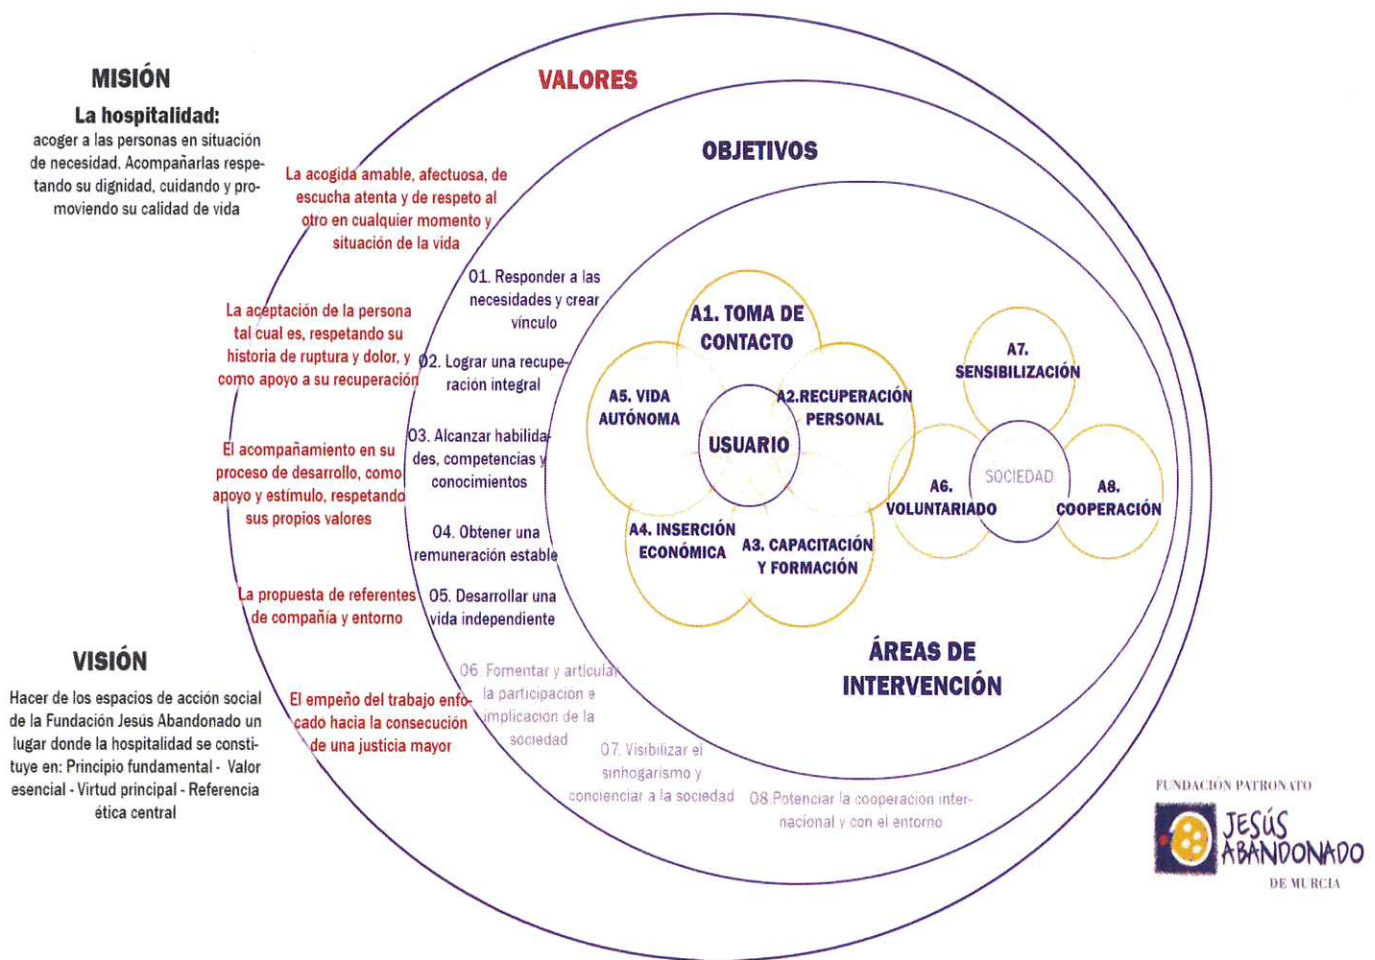 MISIÓN
La hospitalidad:
acoger a las personas en situación
de necesidad. Acompañarlas respe-
tando su dignidad, cuidando y pro-
moviendo su calidad de vida
VISIÓN
Hacer de los espacios de acción social
de la Fundación Jesús Abandonado un
lugar donde la hospitalidad se consti-
tuye en: Principio fundamental - Valor
esencial - Virtud principal - Referencia
ética central
VALORES
La acogida amable, afectuosa, de
escucha atenta y de respeto al
otro en cualquier momento y
situación de la vida
La aceptación de la persona
tal cual es, respetando su
historia de ruptura y dolor, y
como apoyo a su recuperación
El acompañamiento en su
proceso de desarrollo, como
apoyo y estímulo, respetando
sus propios valores
La propuesta de referentes
de compañía y entorno
El empeño del trabajo enfo-
cado hacia la consecución
de una justicia mayor
OBJETIVOS
O1. Responder a las
necesidades y crear
vínculo
O2. Lograr una recupe-
ración integral
O3. Alcanzar habilida-
des, competencias y
conocimientos
O4. Obtener una
remuneración estable
O5. Desarrollar una
vida independiente
O6. Fomentar y articular
la participación e
implicación de la
sociedad
O7. Visibilizar el
sinhogarismo y
concienciar a la sociedad
O8.Potenciar la cooperación inter-
nacional y con el entorno
A1. TOMA DE
CONTACTO
A5. VIDA
AUTÓNOMA
A2.RECUPERACIÓN
PERSONAL
USUARIO
A4. INSERCIÓN
ECONÓMICA
A3. CAPACITACIÓN
Y FORMACIÓN
A7.
SENSIBILIZACIÓN
SOCIEDAD
A6.
VOLUNTARIADO
A8.
COOPERACIÓN
ÁREAS DE
INTERVENCIÓN
FUNDACIÓN PATRONATO
JESÚS
ABANDONADO
DE MURCIA